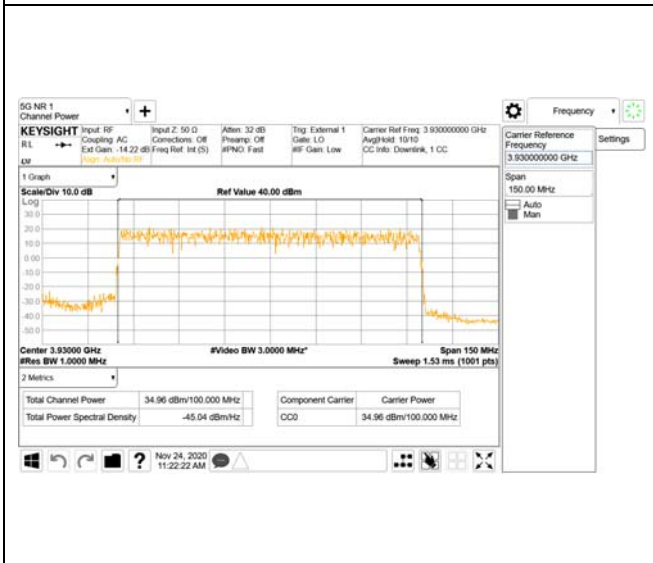 5G NR 1
Channel Power
Frequency
KEYSIGHT
RL
Input: RF
Coupling: AC
Ext Gain: -14.22 dB
Align: Auto/No RF
Input Z: 50 Ω
Corrections: Off
Freq Ref: Int (S)
Atten: 32 dB
Preamp: Off
#PNO: Fast
Trig: External 1
Gate: LO
#IF Gain: Low
Carrier Ref Freq: 3.930000000 GHz
Avg|Hold: 10/10
CC Info: Downlink, 1 CC
Carrier Reference
Frequency
3.930000000 GHz
Settings
Span
150.00 MHz
Auto
Man
1 Graph
Scale/Div 10.0 dB
Ref Value 40.00 dBm
Log
30.0
20.0
10.0
0.00
-10.0
-20.0
-30.0
-40.0
-50.0
Center 3.93000 GHz
#Video BW 3.0000 MHz*
Span 150 MHz
#Res BW 1.0000 MHz
Sweep 1.53 ms (1001 pts)
2 Metrics
Total Channel Power 34.96 dBm/100.000 MHz
Total Power Spectral Density -45.04 dBm/Hz
Component Carrier Carrier Power
CC0 34.96 dBm/100.000 MHz
Nov 24, 2020
11:22:22 AM